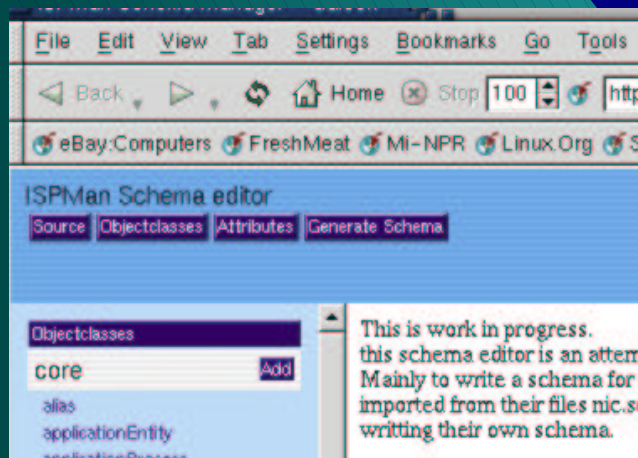 File Edit View Tab Settings Bookmarks Go Tools
Back Home Stop 100 http
eBay:Computers FreshMeat Mi-NPR Linux.Org S
ISPMan Schema editor
Source Objectclasses Attributes Generate Schema
Objectclasses
core Add
alias
applicationEntity
This is work in progress.
this schema editor is an attem
Mainly to write a schema for
imported from their files nic.s
writting their own schema.